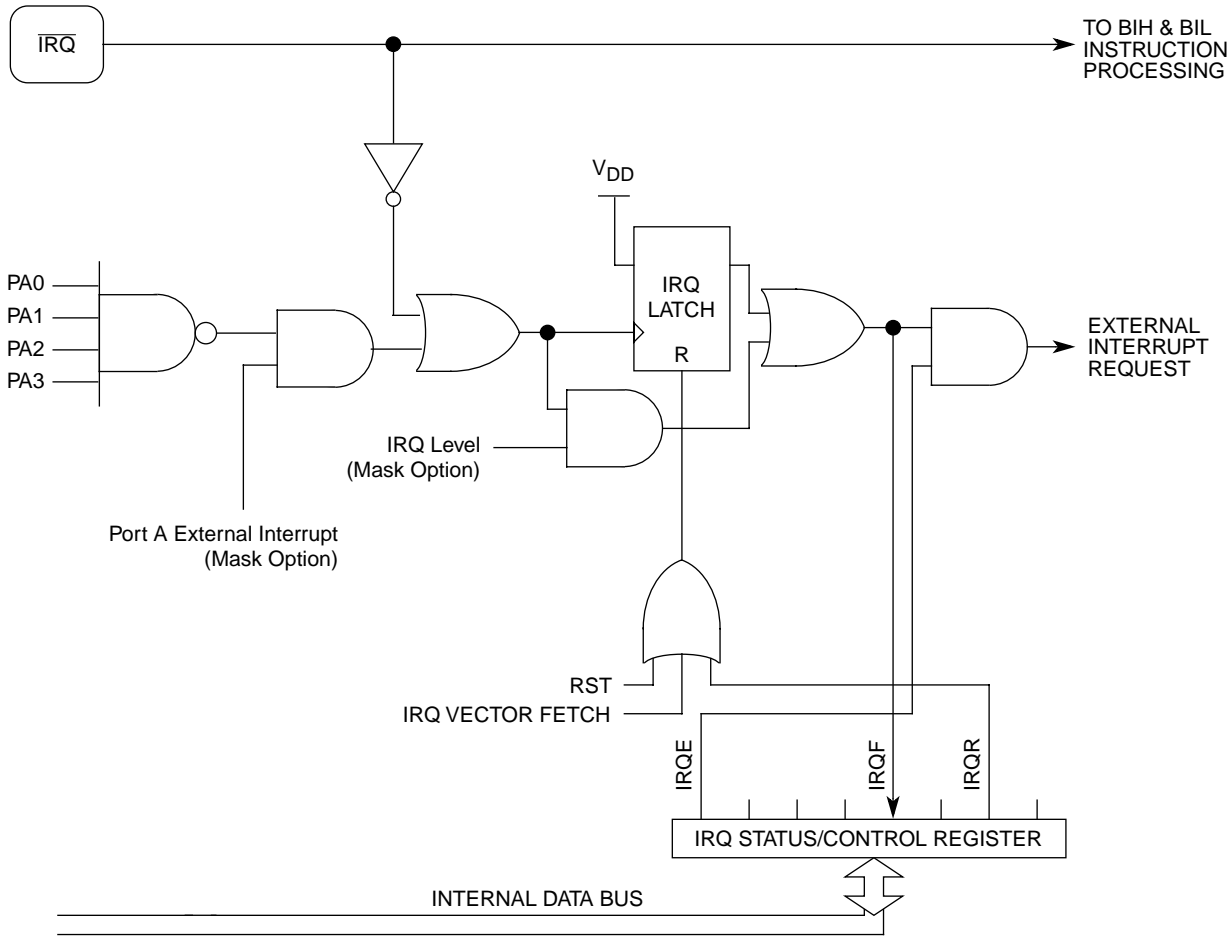 IRQ
TO BIH & BIL
INSTRUCTION
PROCESSING
VDD
PA0
PA1
PA2
PA3
IRQ
LATCH
R
EXTERNAL
INTERRUPT
REQUEST
IRQ Level
(Mask Option)
Port A External Interrupt
(Mask Option)
RST
IRQ VECTOR FETCH
IRQE
IRQF
IRQR
IRQ STATUS/CONTROL REGISTER
INTERNAL DATA BUS